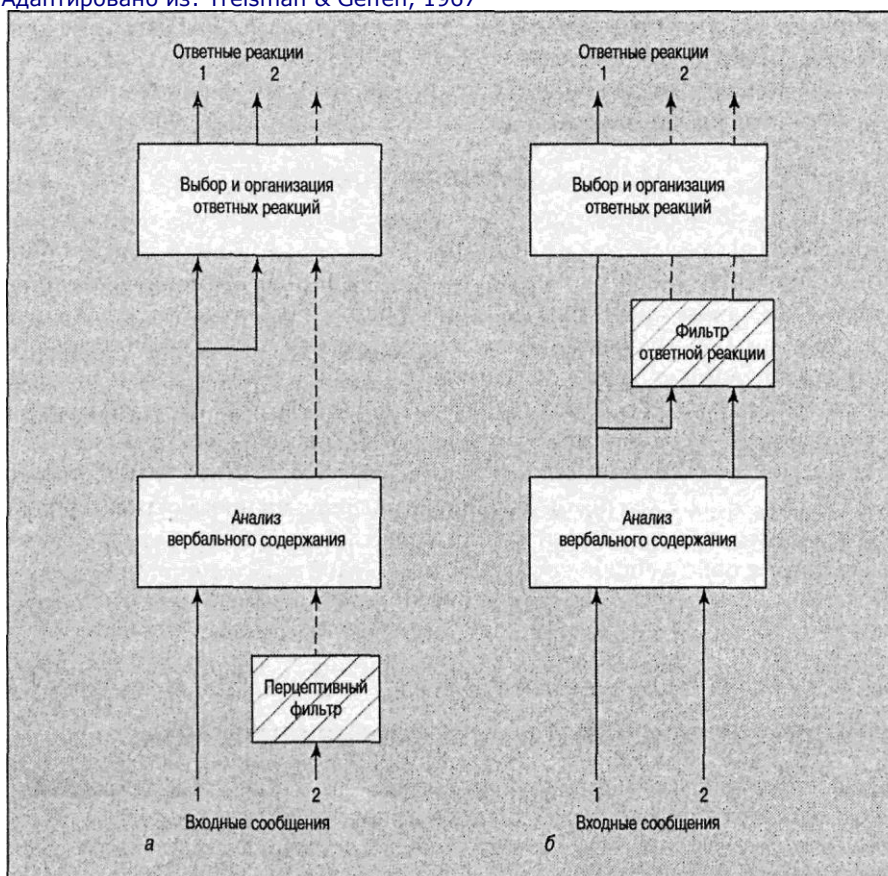 Адаптировано из: Treisman & Geffen, 1967
Ответные реакции
1 2
Выбор и организация
ответных реакций
Анализ
вербального содержания
Перцептивный
фильтр
1 2
Входные сообщения
а
Ответные реакции
1 2
Выбор и организация
ответных реакций
Фильтр
ответной реакции
Анализ
вербального содержания
1 2
Входные сообщения
б